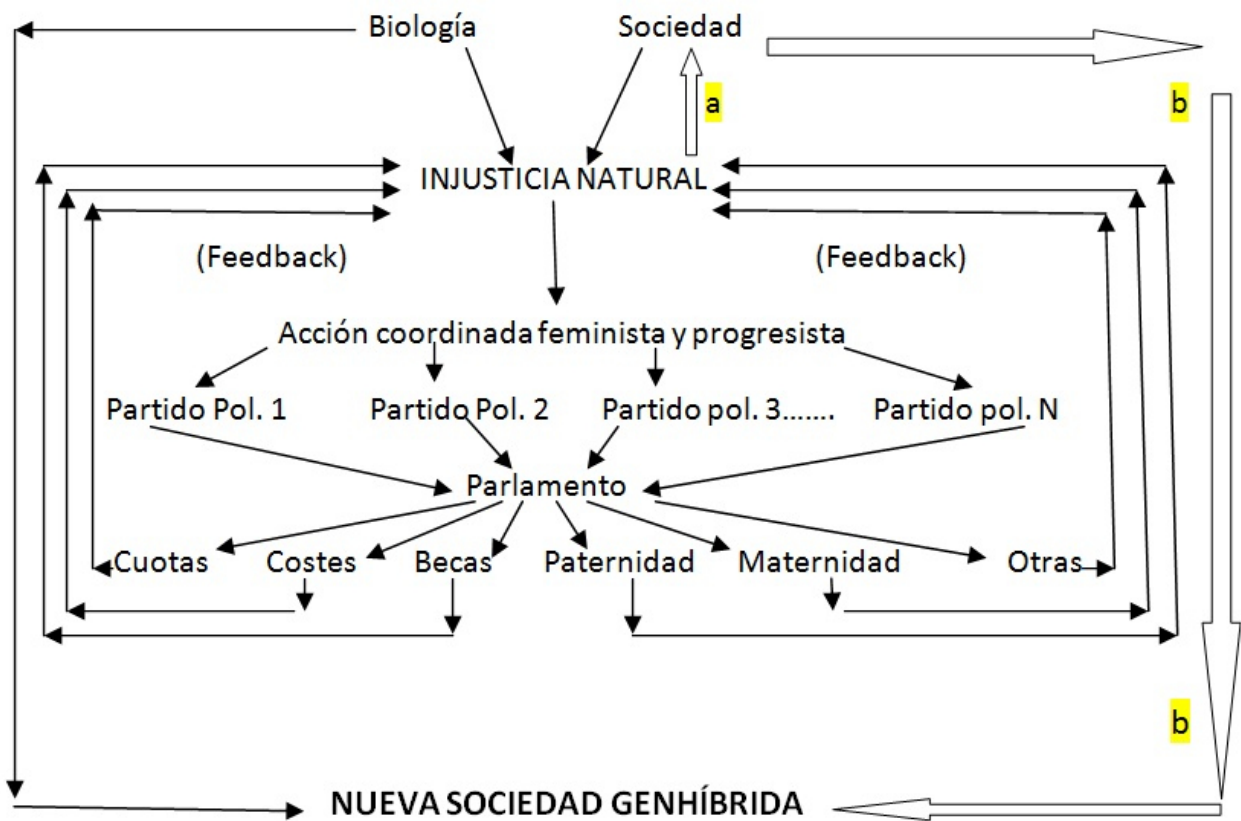 Biología Sociedad
a b
INJUSTICIA NATURAL
(Feedback) (Feedback)
Acción coordinada feminista y progresista
Partido Pol. 1 Partido Pol. 2 Partido pol. 3....... Partido pol. N
Parlamento
Cuotas Costes Becas Paternidad Maternidad Otras
b
NUEVA SOCIEDAD GENHÍBRIDA